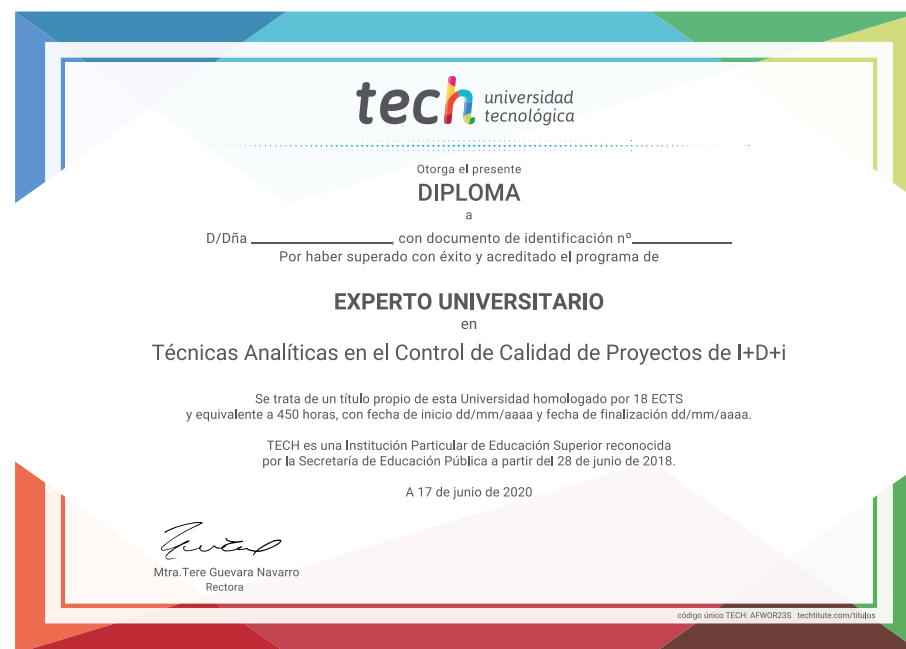 tech universidad
tecnológica
Otorga el presente
DIPLOMA
a
D/Dña ____________, con documento de identificación nº____________
Por haber superado con éxito y acreditado el programa de
EXPERTO UNIVERSITARIO
en
Técnicas Analíticas en el Control de Calidad de Proyectos de I+D+i
Se trata de un título propio de esta Universidad homologado por 18 ECTS
y equivalente a 450 horas, con fecha de inicio dd/mm/aaaa y fecha de finalización dd/mm/aaaa.
TECH es una Institución Particular de Educación Superior reconocida
por la Secretaría de Educación Pública a partir del 28 de junio de 2018.
A 17 de junio de 2020
Mtra.Tere Guevara Navarro
Rectora
código único TECH: AFWOR23S techtitute.com/titulos